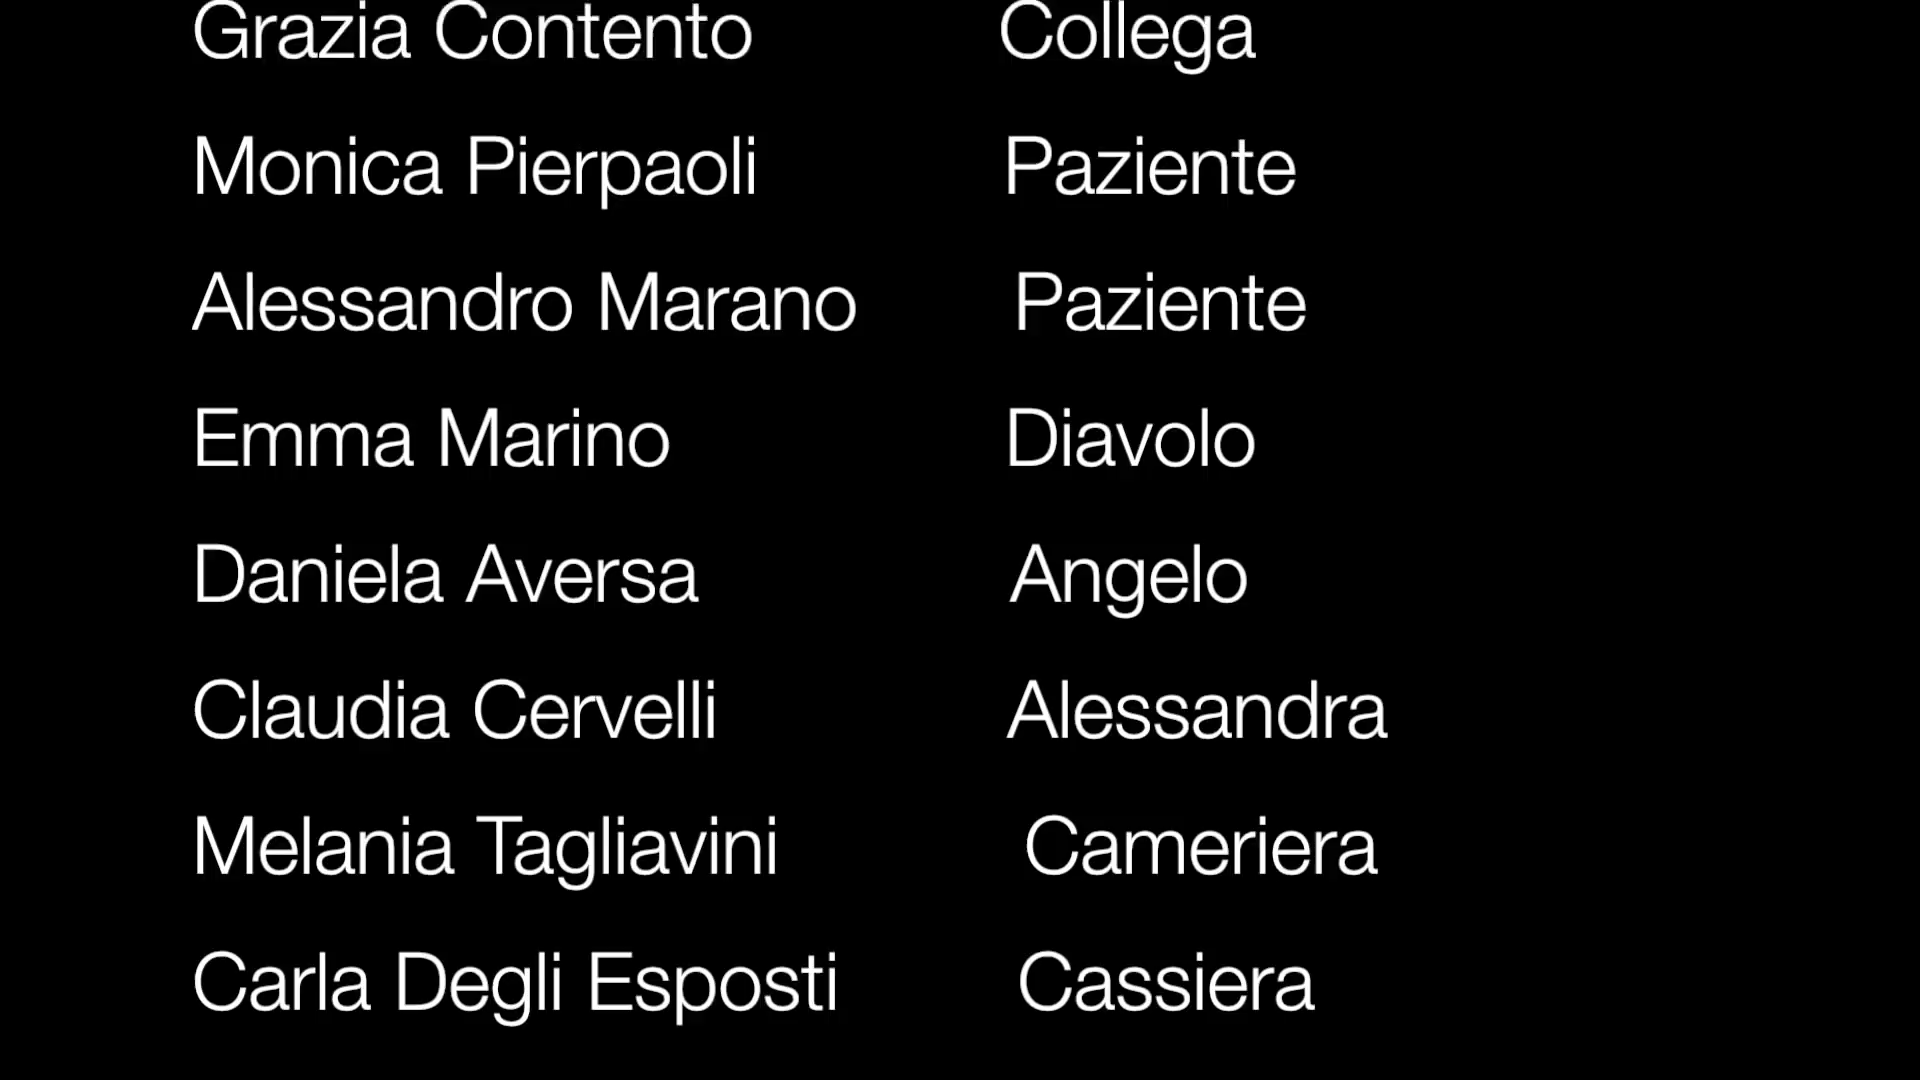 Grazia Contento Collega
Monica Pierpaoli Paziente
Alessandro Marano Paziente
Emma Marino Diavolo
Daniela Aversa Angelo
Claudia Cervelli Alessandra
Melania Tagliavini Cameriera
Carla Degli Esposti Cassiera